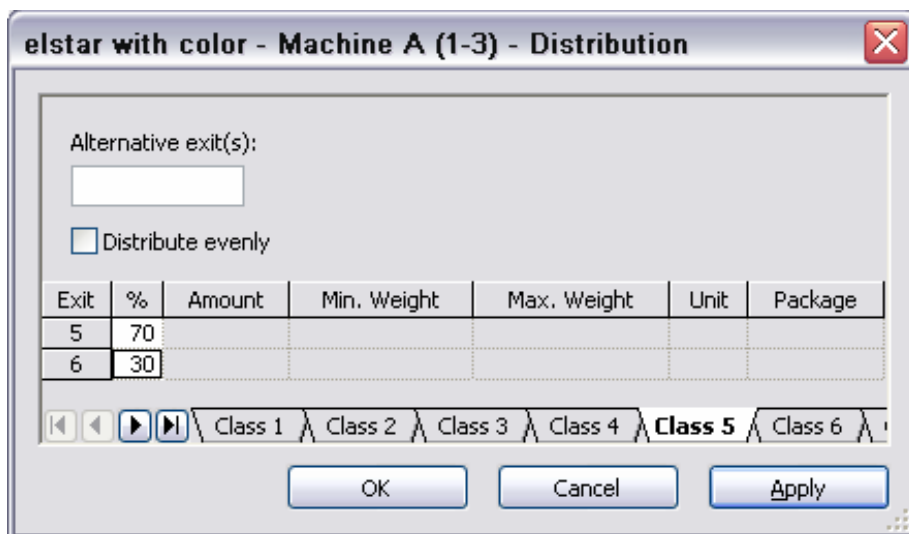 elstar with color - Machine A (1-3) - Distribution
Alternative exit(s):
Distribute evenly
Exit % Amount Min. Weight Max. Weight Unit Package
5 70
6 30
Class 1 Class 2 Class 3 Class 4 Class 5 Class 6
OK Cancel Apply